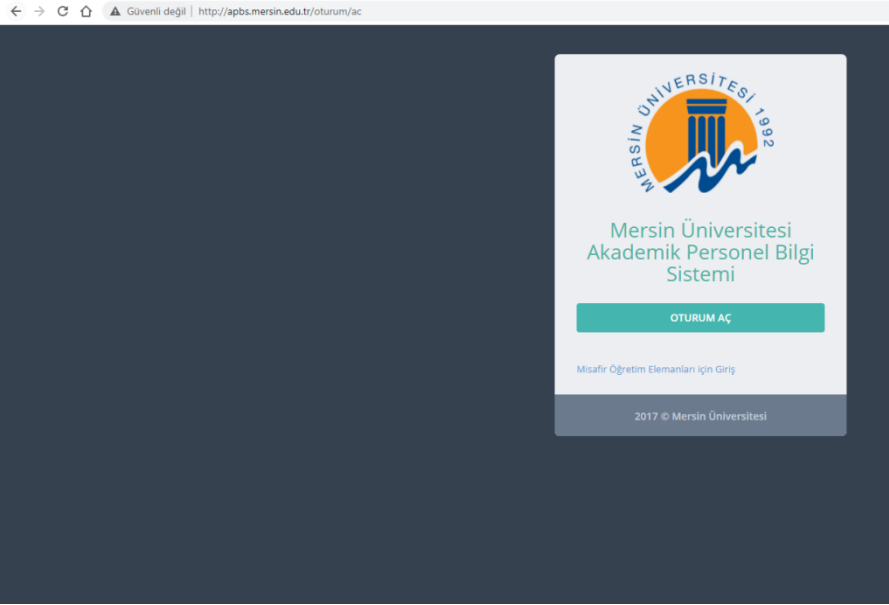 Güvenli değil | http://apbs.mersin.edu.tr/oturum/ac
MERSİN ÜNİVERSİTESİ 1992
Mersin Üniversitesi
Akademik Personel Bilgi
Sistemi
OTURUM AÇ
Misafir Öğretim Elemanları için Giriş
2017 © Mersin Üniversitesi